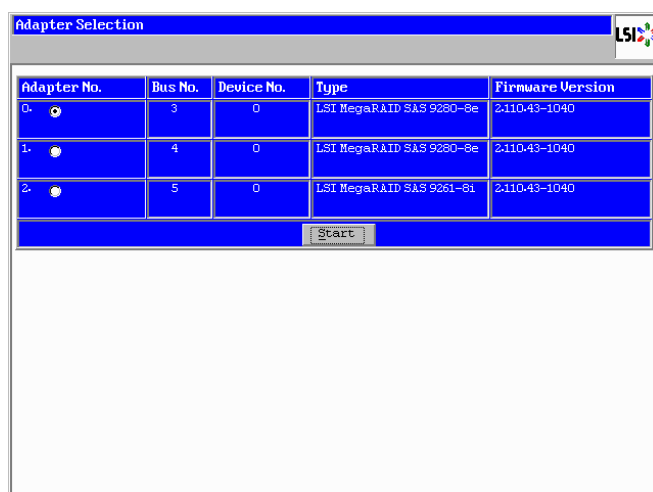 Adapter Selection
LSI
Adapter No. Bus No. Device No. Type Firmware Version
0. 3 0 LSI MegaRAID SAS 9280-8e 2.110.43-1040
1. 4 0 LSI MegaRAID SAS 9280-8e 2.110.43-1040
2. 5 0 LSI MegaRAID SAS 9261-8i 2.110.43-1040
Start